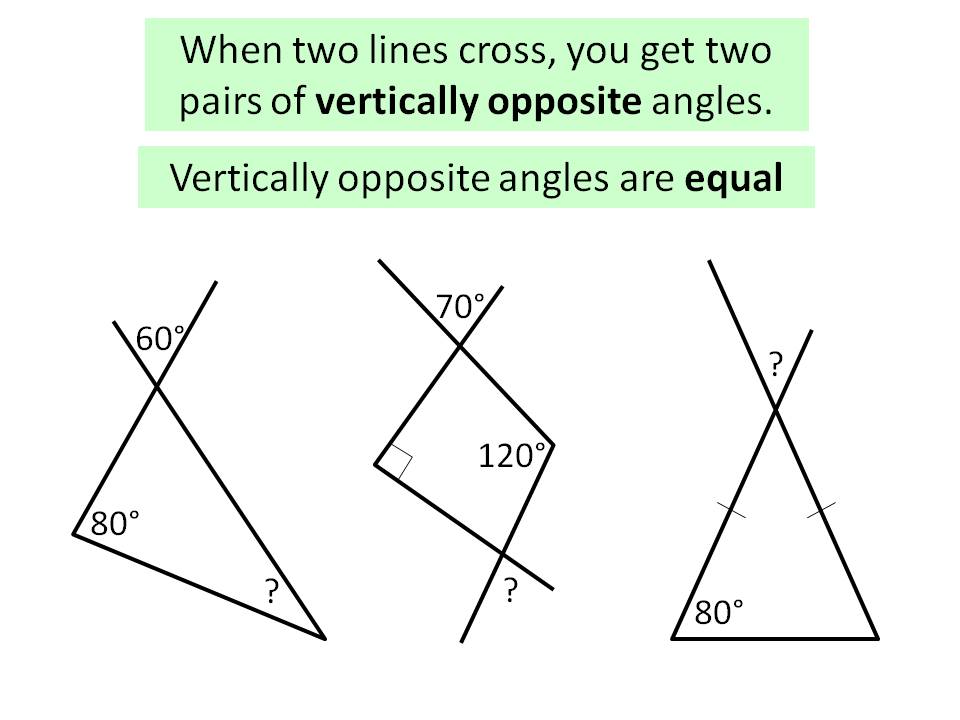 When two lines cross, you get two
pairs of vertically opposite angles.
Vertically opposite angles are equal
60°
80°
?
70°
120°
?
?
80°